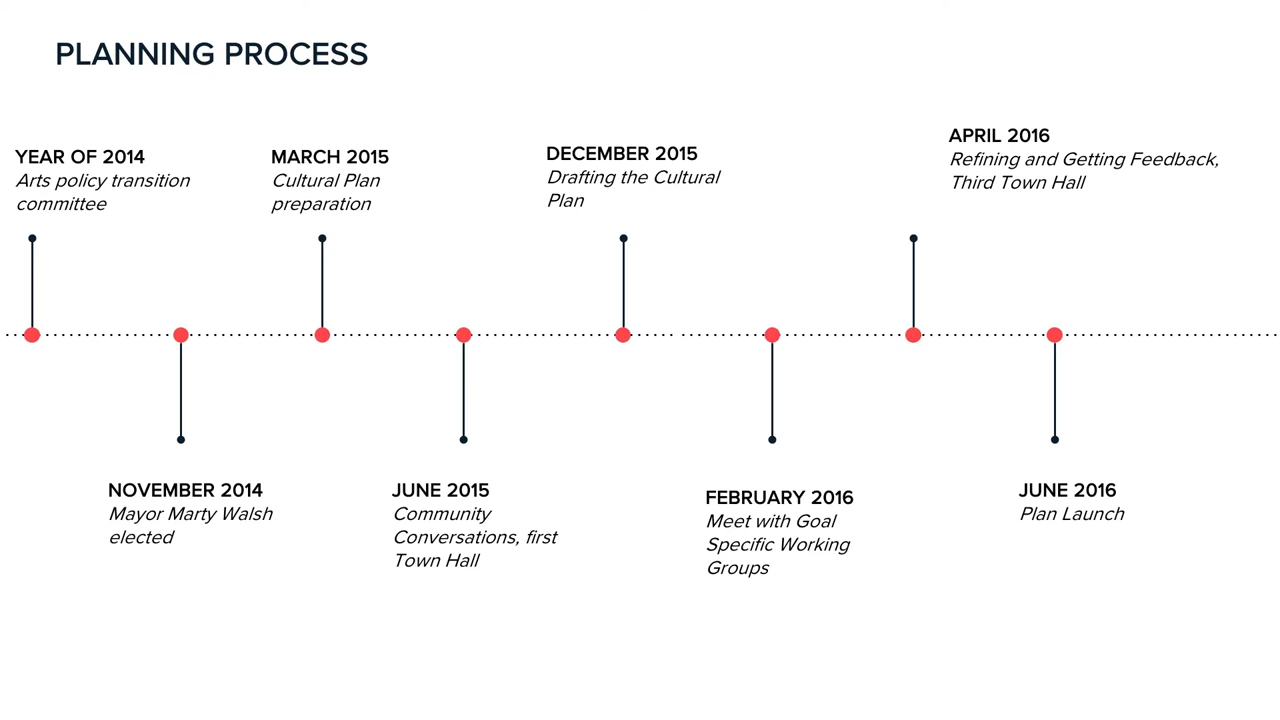 PLANNING PROCESS
YEAR OF 2014
Arts policy transition
committee
NOVEMBER 2014
Mayor Marty Walsh
elected
MARCH 2015
Cultural Plan
preparation
JUNE 2015
Community
Conversations, first
Town Hall
DECEMBER 2015
Drafting the Cultural
Plan
FEBRUARY 2016
Meet with Goal
Specific Working
Groups
APRIL 2016
Refining and Getting Feedback,
Third Town Hall
JUNE 2016
Plan Launch